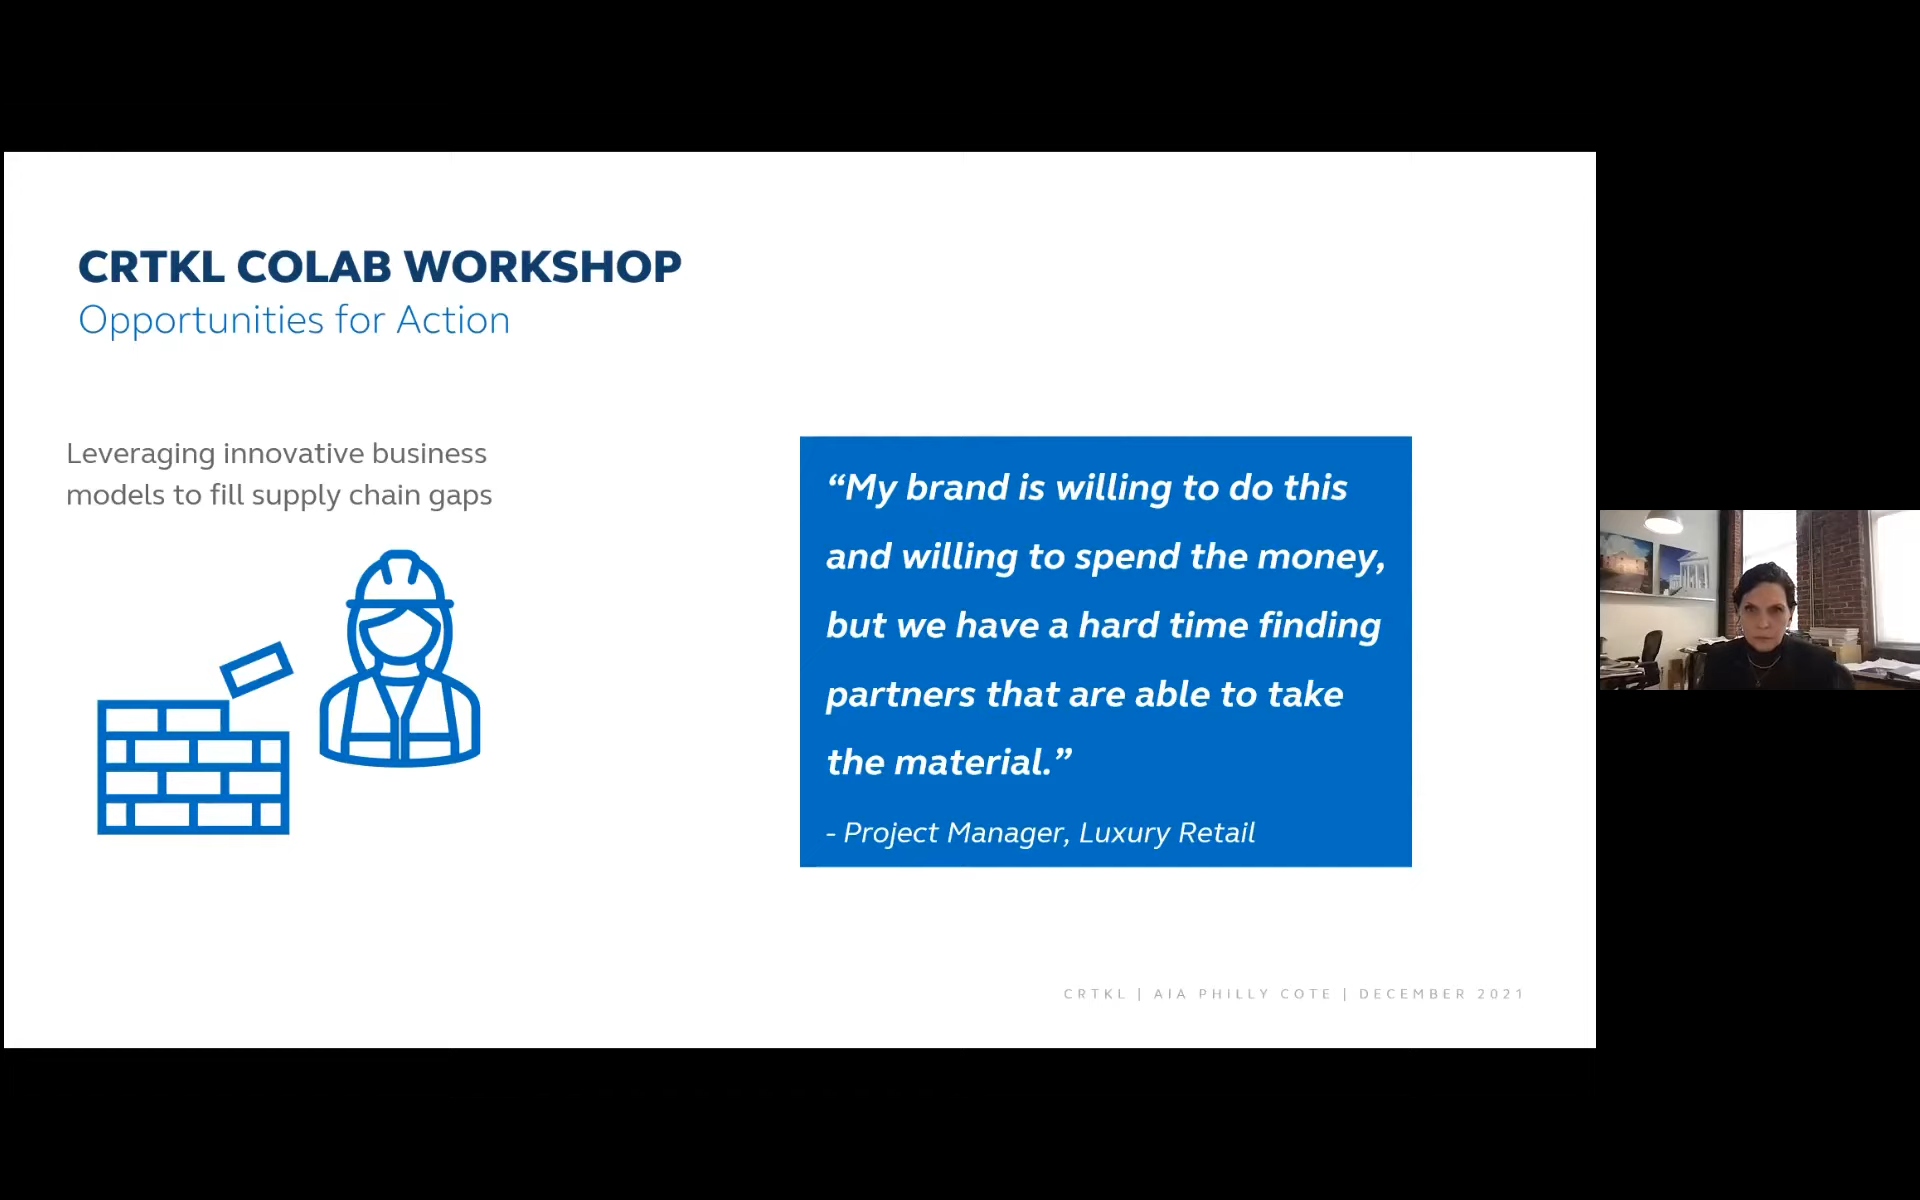 CRTKL COLAB WORKSHOP
Opportunities for Action
Leveraging innovative business
models to fill supply chain gaps
“My brand is willing to do this
and willing to spend the money,
but we have a hard time finding
partners that are able to take
the material.”
- Project Manager, Luxury Retail
CRTKL | AIA PHILLY COTE | DECEMBER 2021